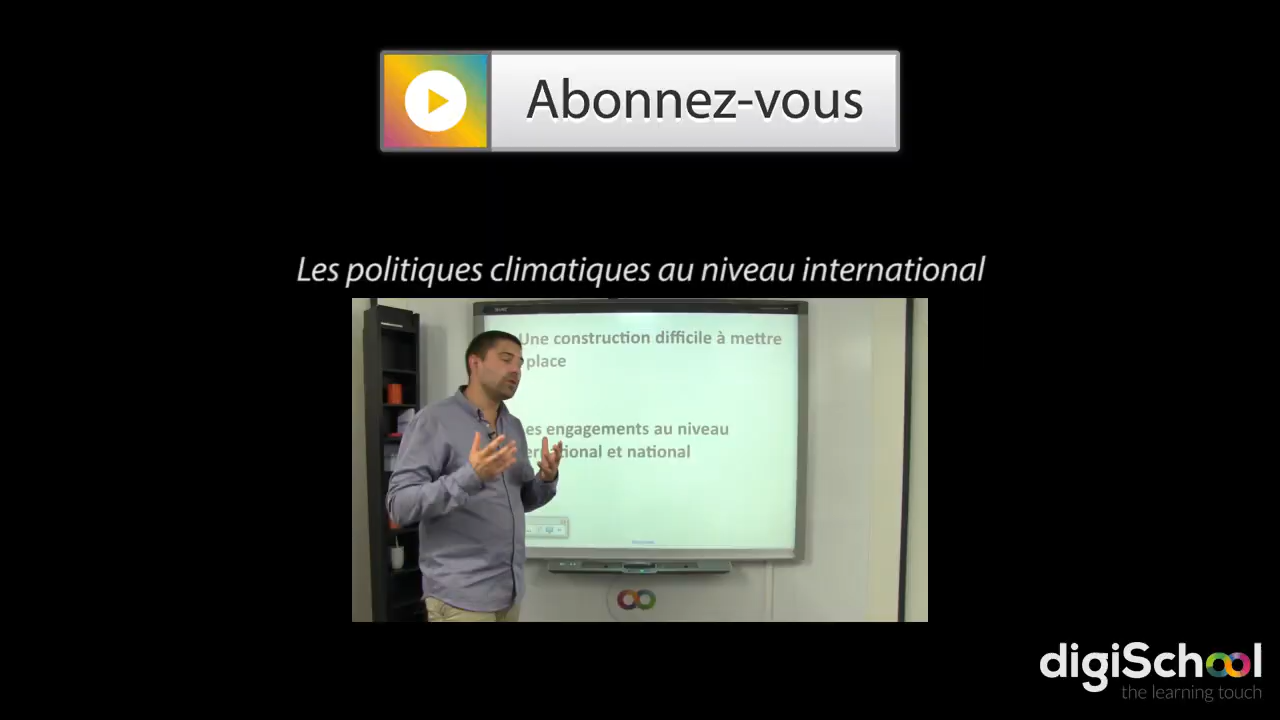 Abonnez-vous
Les politiques climatiques au niveau international
Une construction difficile à mettre
place
es engagements au niveau
national et national
digiSchool
the learning touch